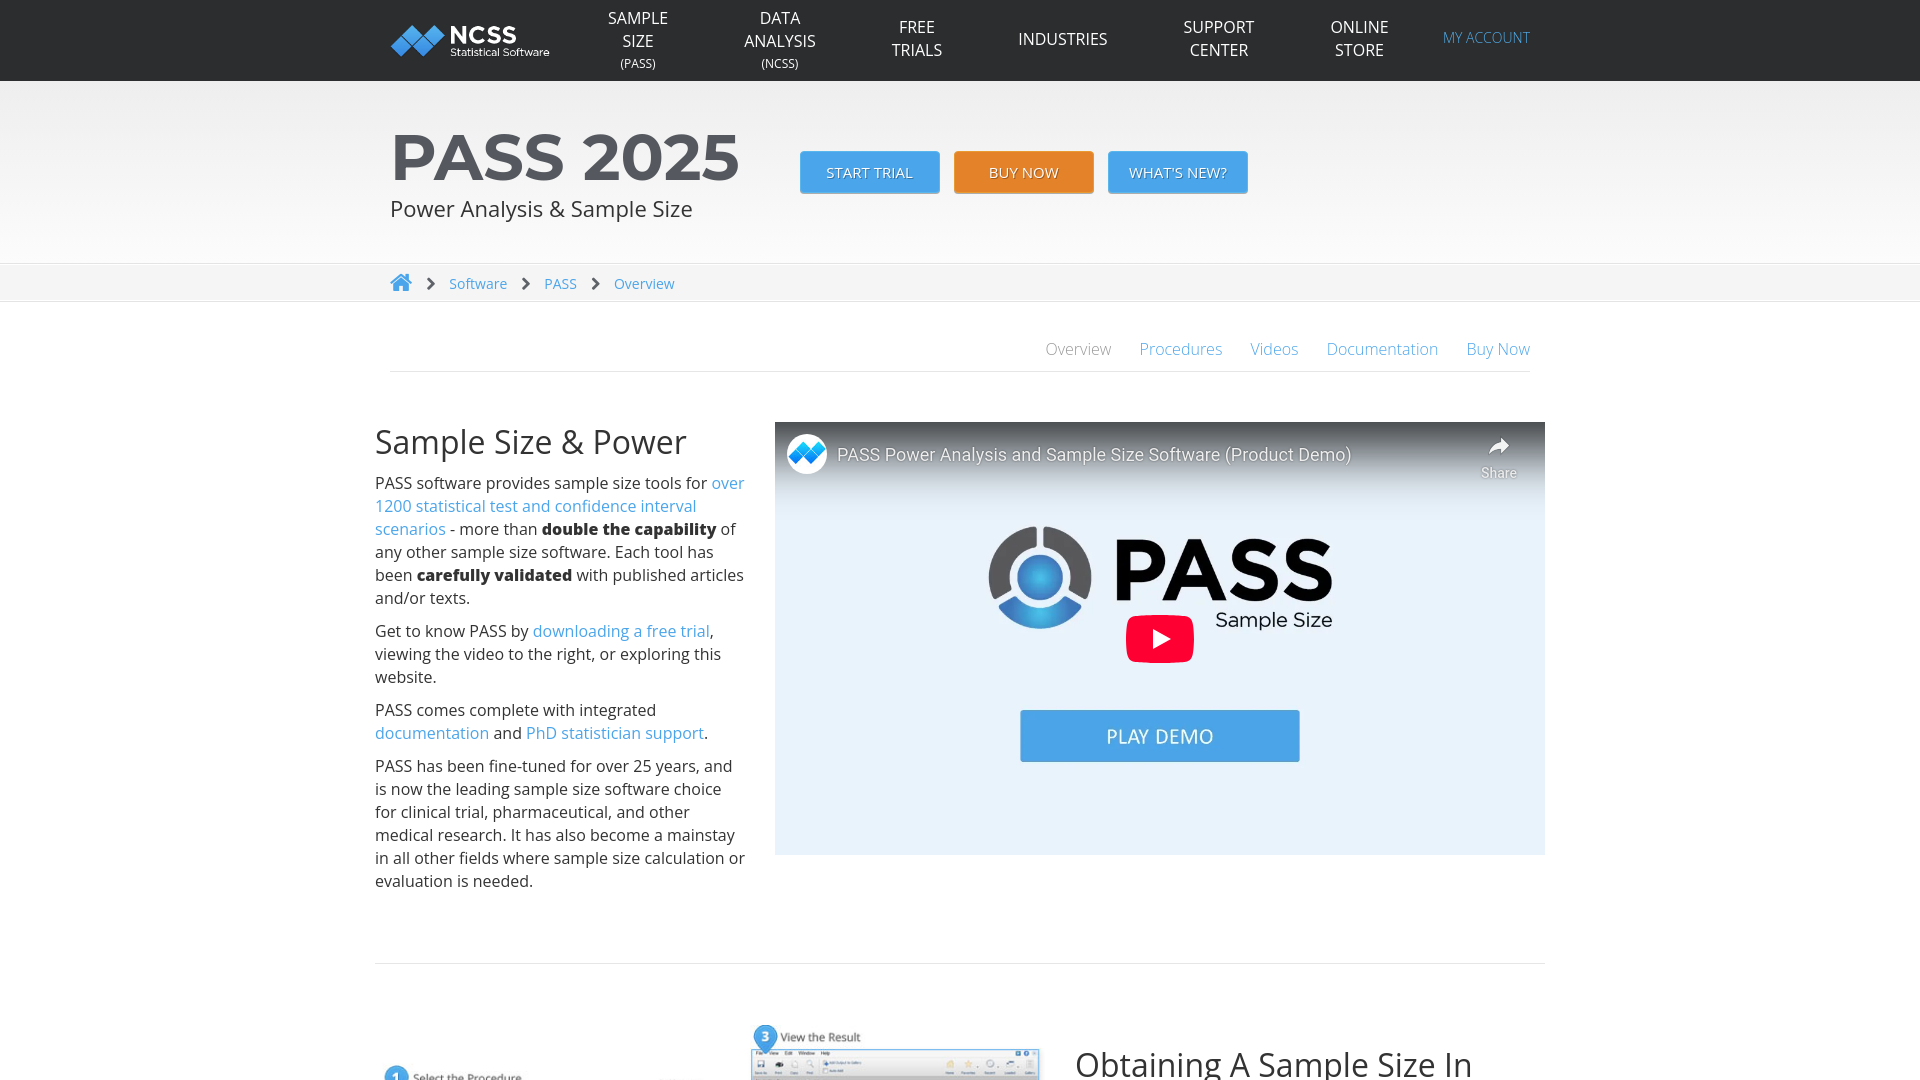 NCSS
Statistical Software
SAMPLE
SIZE
(PASS)
DATA
ANALYSIS
(NCSS)
FREE
TRIALS
INDUSTRIES
SUPPORT
CENTER
ONLINE
STORE
MY ACCOUNT
PASS 2025
Power Analysis & Sample Size
START TRIAL
BUY NOW
WHAT'S NEW?
Software
PASS
Overview
Overview
Procedures
Videos
Documentation
Buy Now
Sample Size & Power
PASS software provides sample size tools for over
1200 statistical test and confidence interval
scenarios - more than double the capability of
any other sample size software. Each tool has
been carefully validated with published articles
and/or texts.
Get to know PASS by downloading a free trial,
viewing the video to the right, or exploring this
website.
PASS comes complete with integrated
documentation and PhD statistician support.
PASS has been fine-tuned for over 25 years, and
is now the leading sample size software choice
for clinical trial, pharmaceutical, and other
medical research. It has also become a mainstay
in all other fields where sample size calculation or
evaluation is needed.
PASS Power Analysis and Sample Size Software (Product Demo)
Share
PASS
Sample Size
PLAY DEMO
1 Select the Procedure
3 View the Result
File View Edit Window Help
Obtaining A Sample Size In